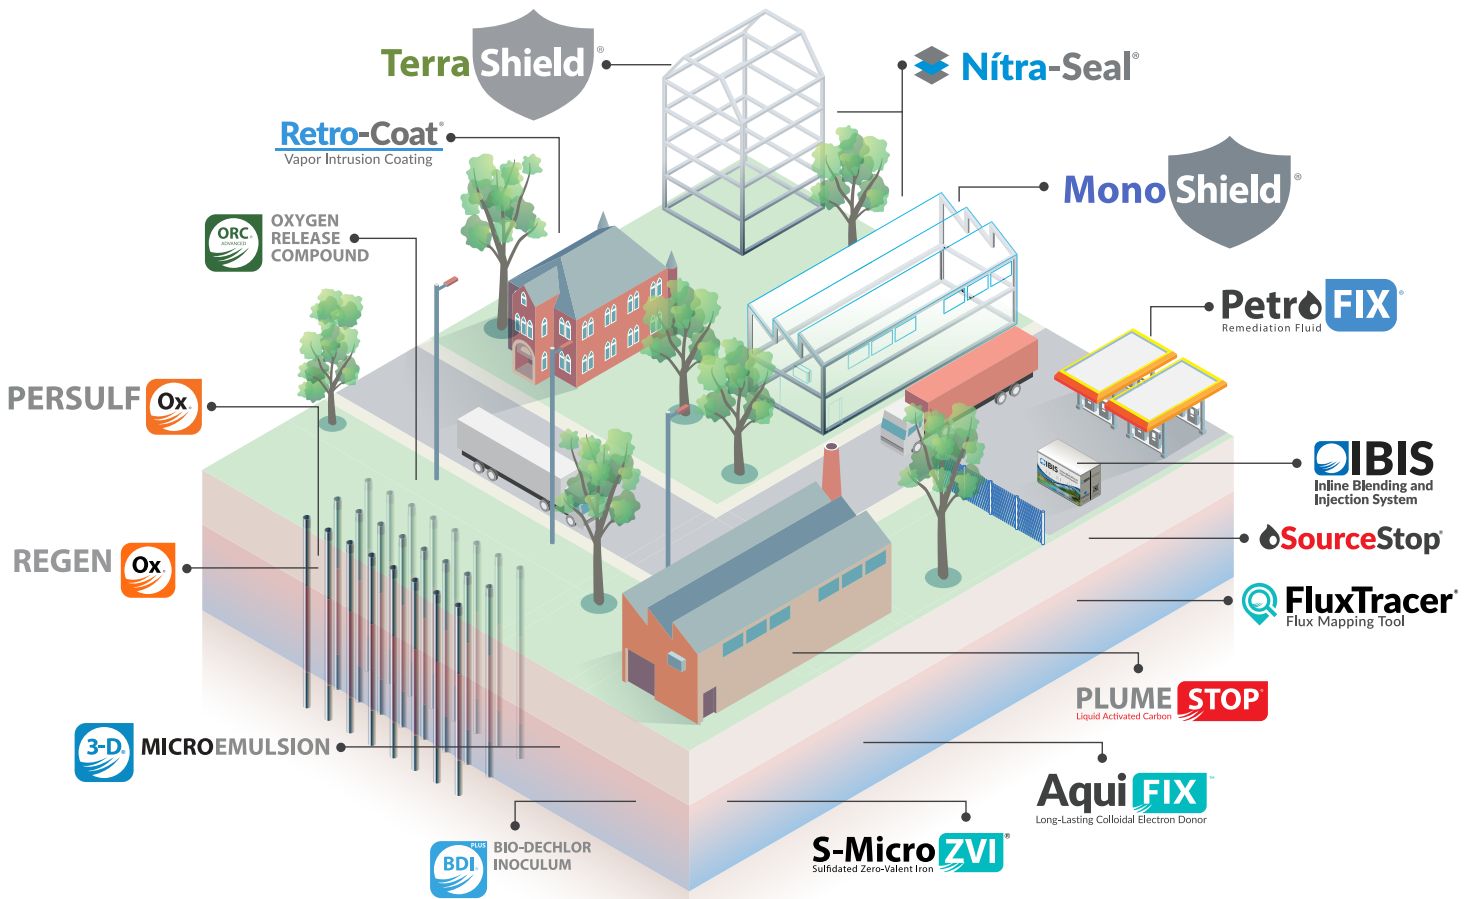 Terra Shield®
Nítra-Seal®
Retro-Coat®
Vapor Intrusion Coating
Mono Shield®
ORC®
ADVANCED
OXYGEN
RELEASE
COMPOUND
Petro FIX®
Remediation Fluid
PERSULF Ox®
IBIS
IBIS
Inline Blending and
Injection System
SourceStop®
REGEN Ox®
FluxTracer®
Flux Mapping Tool
PLUME STOP®
Liquid Activated Carbon
3-D® MICROEMULSION
Aqui FIX™
Long-Lasting Colloidal Electron Donor
BDI® PLUS
BIO-DECHLOR
INOCULUM
S-Micro ZVI®
Sulfidated Zero-Valent Iron